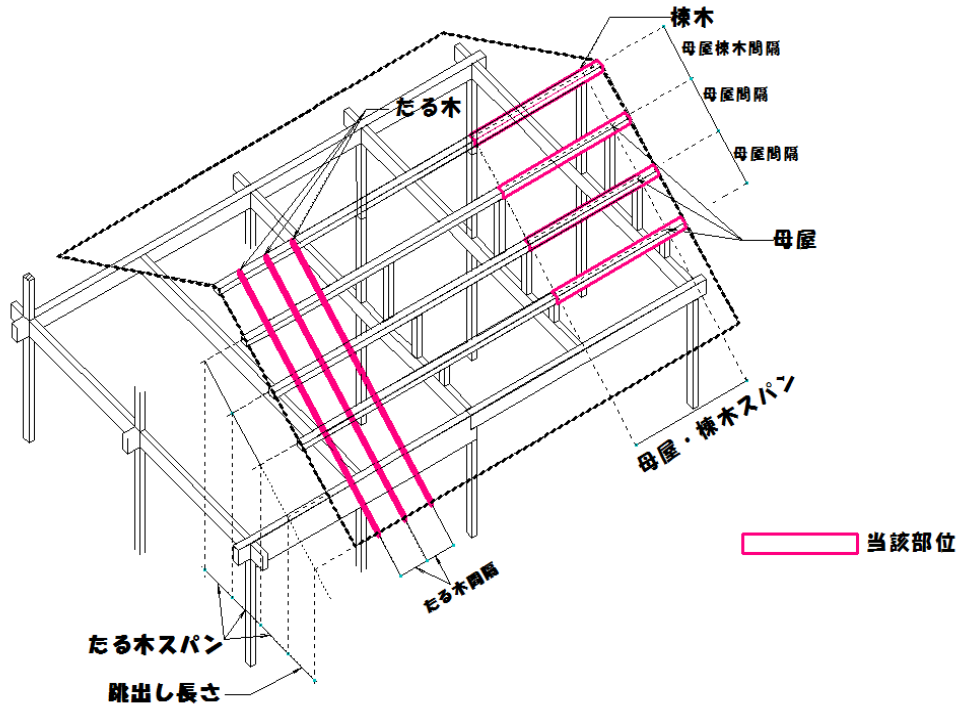 棟木
母屋棟木間隔
母屋間隔
たる木
母屋間隔
母屋
母屋・棟木スパン
当該部位
たる木間隔
たる木スパン
跳出し長さ